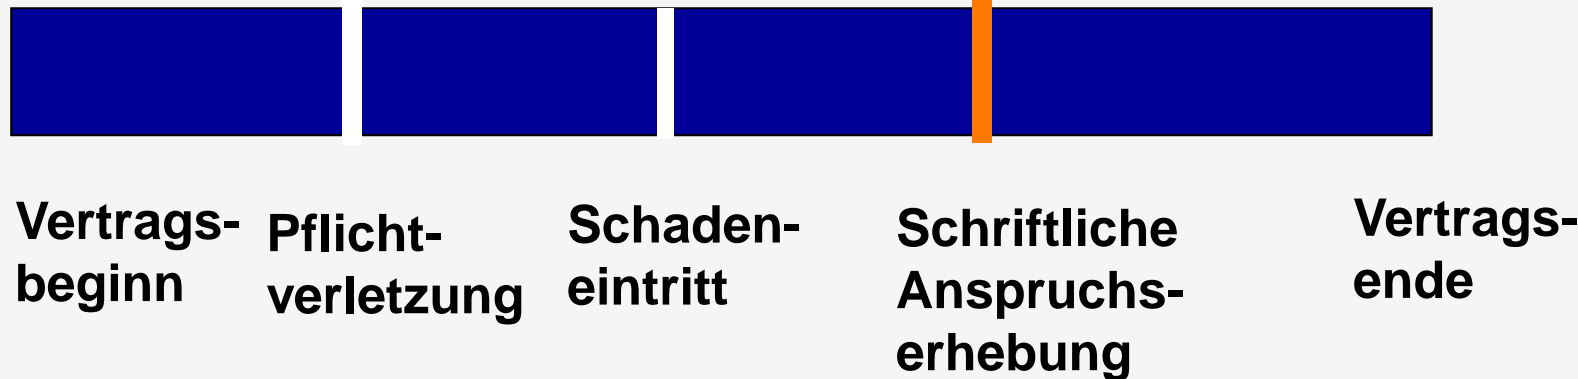 Vertrags-
beginn
Pflicht-
verletzung
Schaden-
eintritt
Schriftliche
Anspruchs-
erhebung
Vertrags-
ende